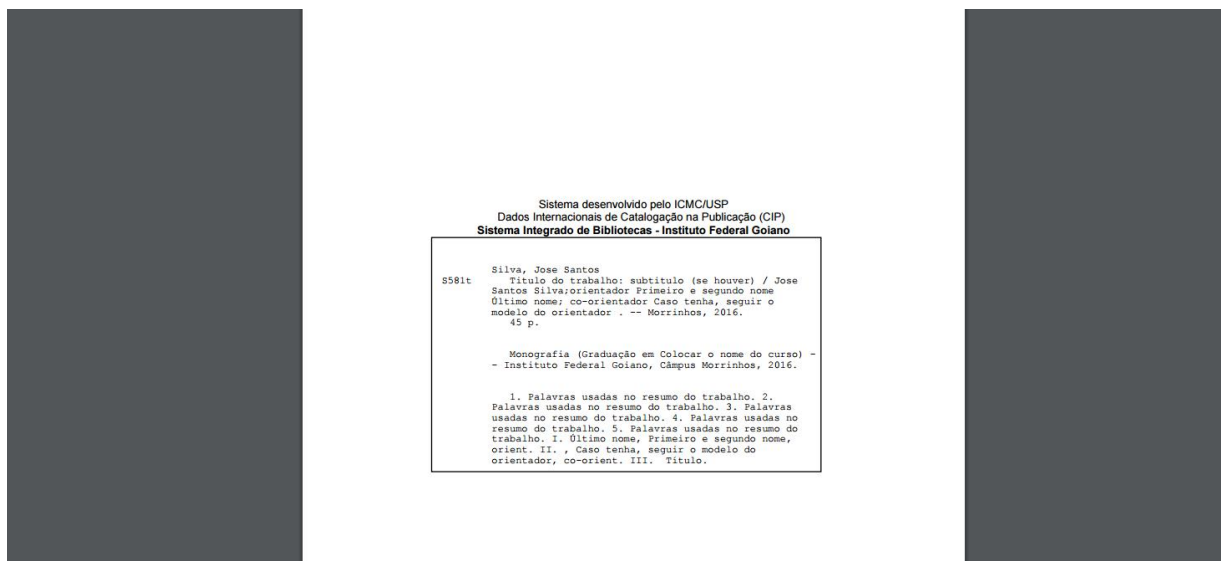 Sistema desenvolvido pelo ICMC/USP
Dados Internacionais de Catalogação na Publicação (CIP)
Sistema Integrado de Bibliotecas - Instituto Federal Goiano
Silva, Jose Santos
S581t Titulo do trabalho: subtitulo (se houver) / Jose
Santos Silva;orientador Primeiro e segundo nome
Último nome; co-orientador Caso tenha, seguir o
modelo do orientador . -- Morrinhos, 2016.
45 p.
Monografia (Graduação em Colocar o nome do curso) -
- Instituto Federal Goiano, Câmpus Morrinhos, 2016.
1. Palavras usadas no resumo do trabalho. 2.
Palavras usadas no resumo do trabalho. 3. Palavras
usadas no resumo do trabalho. 4. Palavras usadas no
resumo do trabalho. 5. Palavras usadas no resumo do
trabalho. I. Último nome, Primeiro e segundo nome,
orient. II. , Caso tenha, seguir o modelo do
orientador, co-orient. III. Titulo.